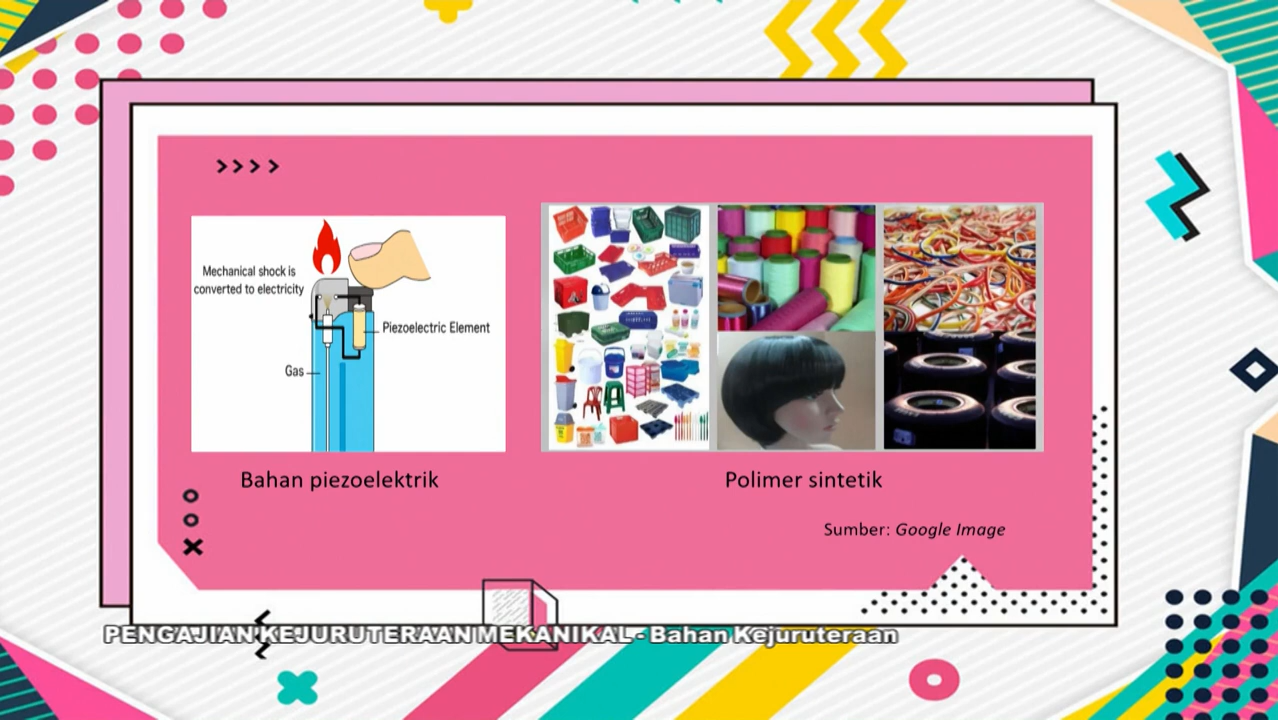 >>>>
Mechanical shock is
converted to electricity
Piezoelectric Element
Gas
Bahan piezoelektrik
Polimer sintetik
Sumber: Google Image
PENGAJIAN KEJURUTERAAN MEKANIKAL - Bahan Kejuruteraan